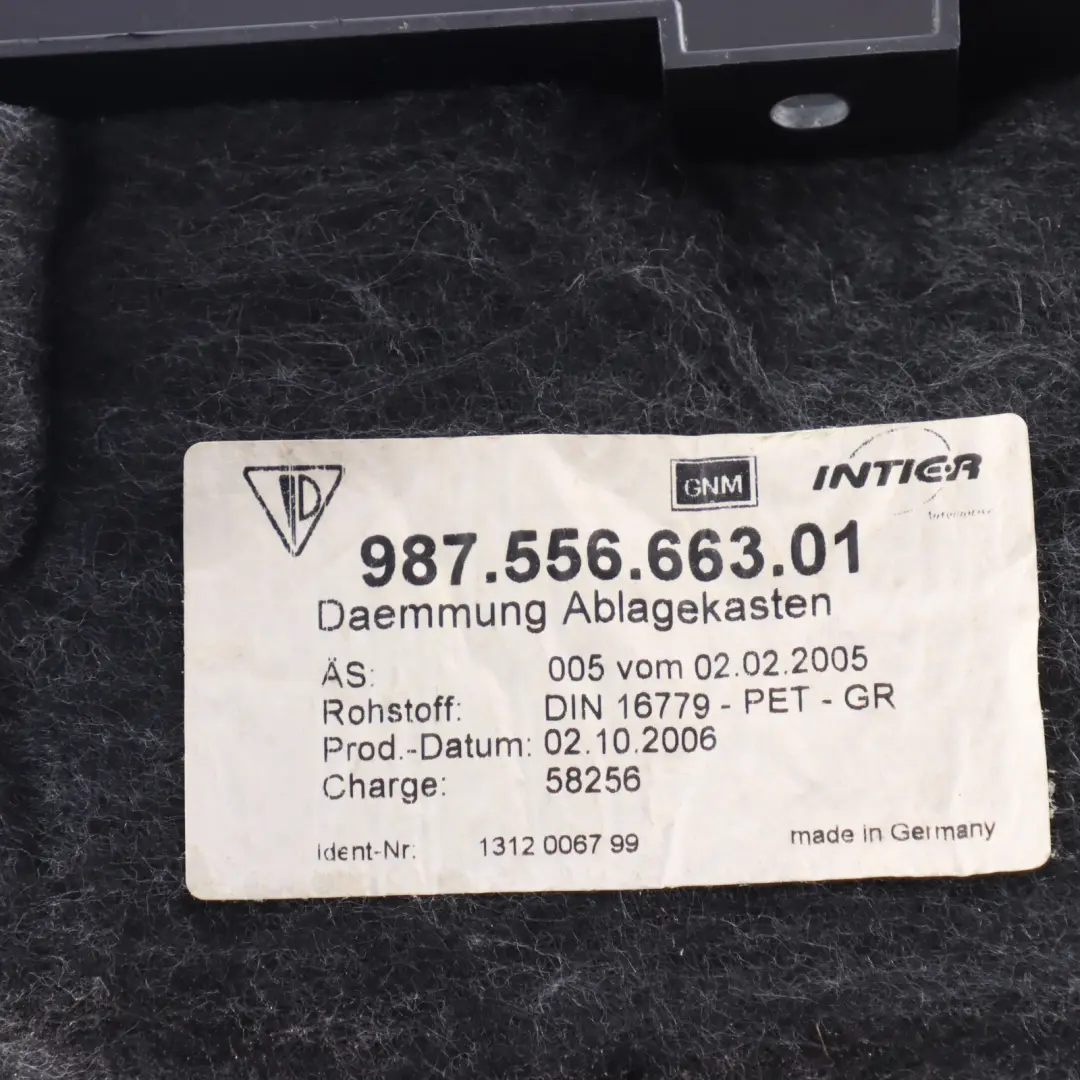 D
GNM
INTIER
Automotive
987.556.663.01
Daemmung Ablagekasten
ÄS: 005 vom 02.02.2005
Rohstoff: DIN 16779 - PET - GR
Prod.-Datum: 02.10.2006
Charge: 58256
Ident-Nr: 1312 0067 99
made in Germany